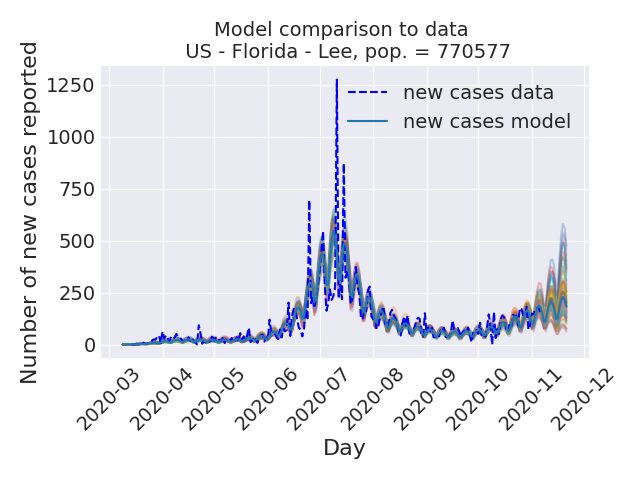 Model comparison to data
US - Florida - Lee, pop. = 770577
Number of new cases reported
1250
1000
750
500
250
0
new cases data
new cases model
2020-03
2020-04
2020-05
2020-06
2020-07
2020-08
2020-09
2020-10
2020-11
2020-12
Day